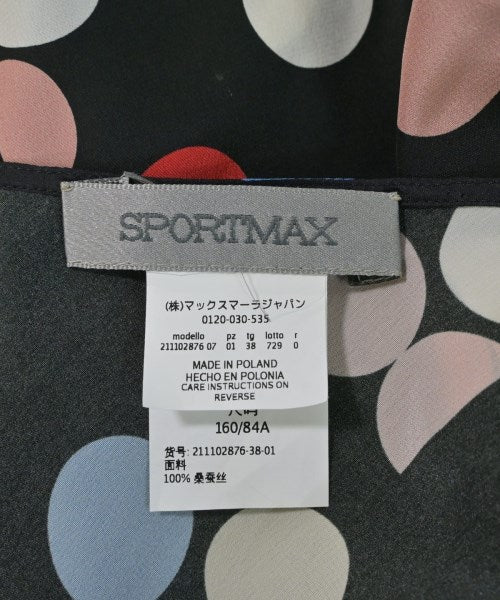 SPORTMAX
(株)マックスマーラジャパン
0120-030-535
modello pz tg lotto r
211102876 07 01 38 729 0
MADE IN POLAND
HECHO EN POLONIA
CARE INSTRUCTIONS ON
REVERSE
尺码
160/84A
货号: 211102876-38-01
面料
100% 桑蚕丝